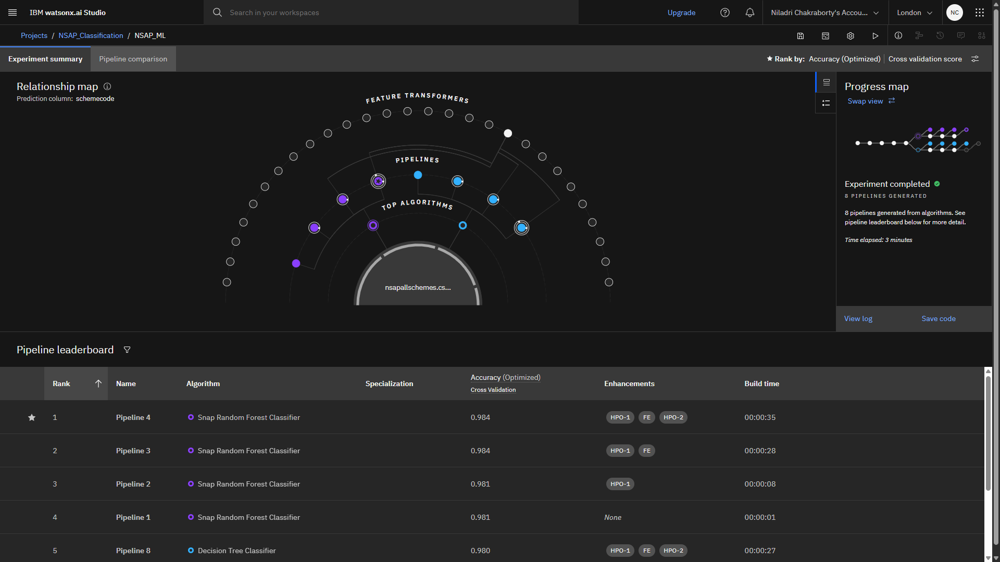 IBM watsonx.ai Studio
Search in your workspaces
Upgrade
Niladri Chakraborty's Accou...
London
NC
Projects / NSAP_Classification / NSAP_ML
Experiment summary
Pipeline comparison
Rank by: Accuracy (Optimized) | Cross validation score
Relationship map
Prediction column: schemecode
FEATURE TRANSFORMERS
PIPELINES
TOP ALGORITHMS
nsapallschemes.cs...
Progress map
Swap view
Experiment completed
8 PIPELINES GENERATED
8 pipelines generated from algorithms. See
pipeline leaderboard below for more detail.
Time elapsed: 3 minutes
View log
Save code
Pipeline leaderboard
Rank Name Algorithm Specialization Accuracy (Optimized) Cross Validation Enhancements Build time
1 Pipeline 4 Snap Random Forest Classifier 0.984 HPO-1 FE HPO-2 00:00:35
2 Pipeline 3 Snap Random Forest Classifier 0.984 HPO-1 FE 00:00:28
3 Pipeline 2 Snap Random Forest Classifier 0.981 HPO-1 00:00:08
4 Pipeline 1 Snap Random Forest Classifier 0.981 None 00:00:01
5 Pipeline 8 Decision Tree Classifier 0.980 HPO-1 FE HPO-2 00:00:27